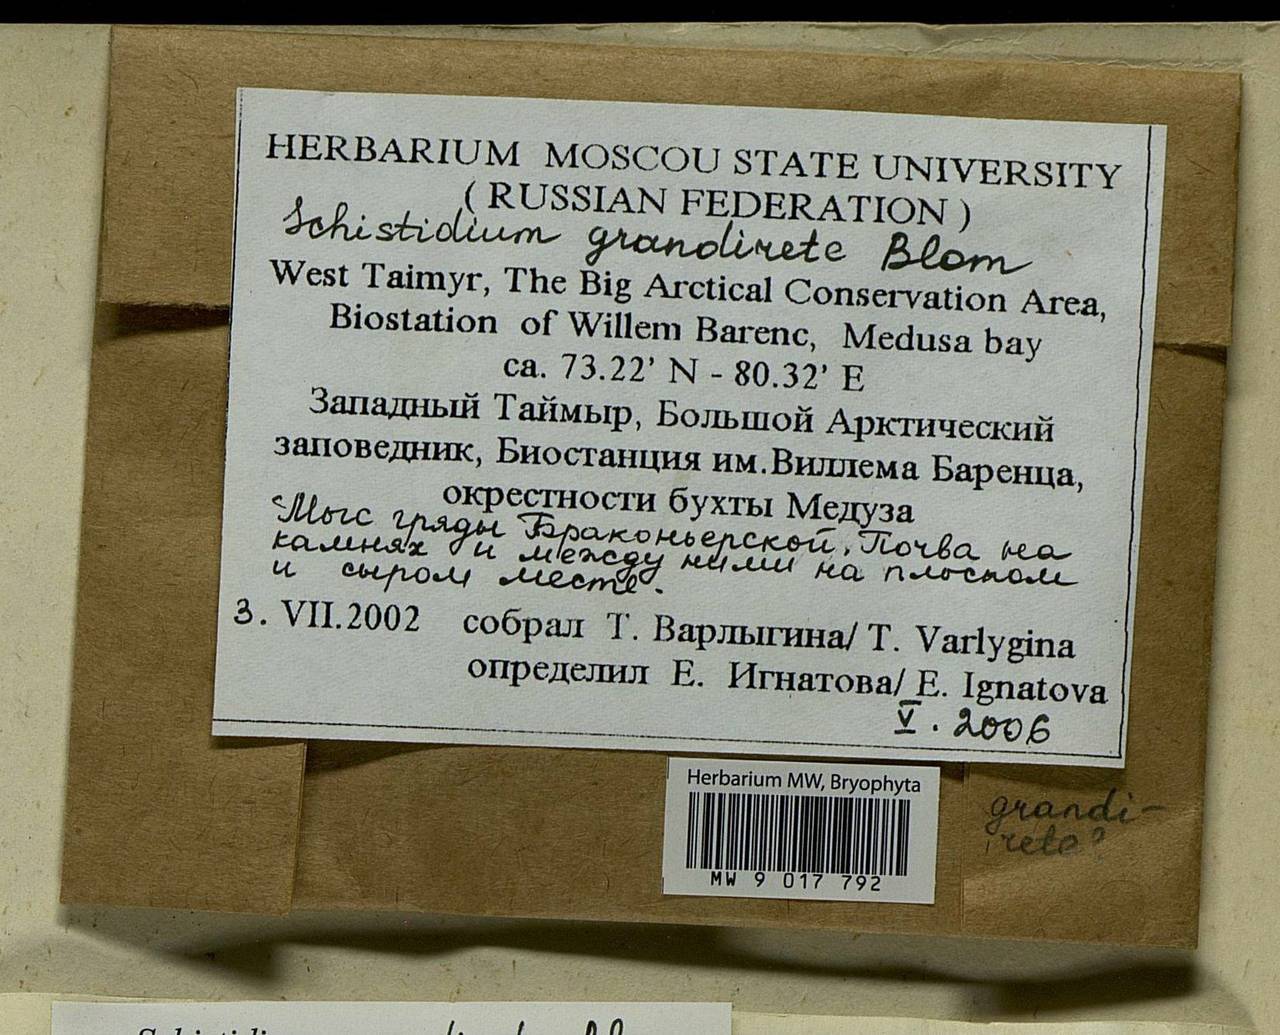 HERBARIUM MOSCOU STATE UNIVERSITY
( RUSSIAN FEDERATION )
Schistidium grandirete Blom
West Taimyr, The Big Arctical Conservation Area,
Biostation of Willem Barenc, Medusa bay
ca. 73.22' N - 80.32' E
Западный Таймыр, Большой Арктический
заповедник, Биостанция им.Виллема Баренца,
окрестности бухты Медуза
Мыс гряды Браконьерской. Почва на
камнях и между ними на плоском
и сыром месте.
3. VII.2002 собрал Т. Варлыгина/ T. Varlygina
определил Е. Игнатова/ E. Ignatova
V. 2006
Herbarium MW, Bryophyta
MW 9 017 792
grandi-
rete?